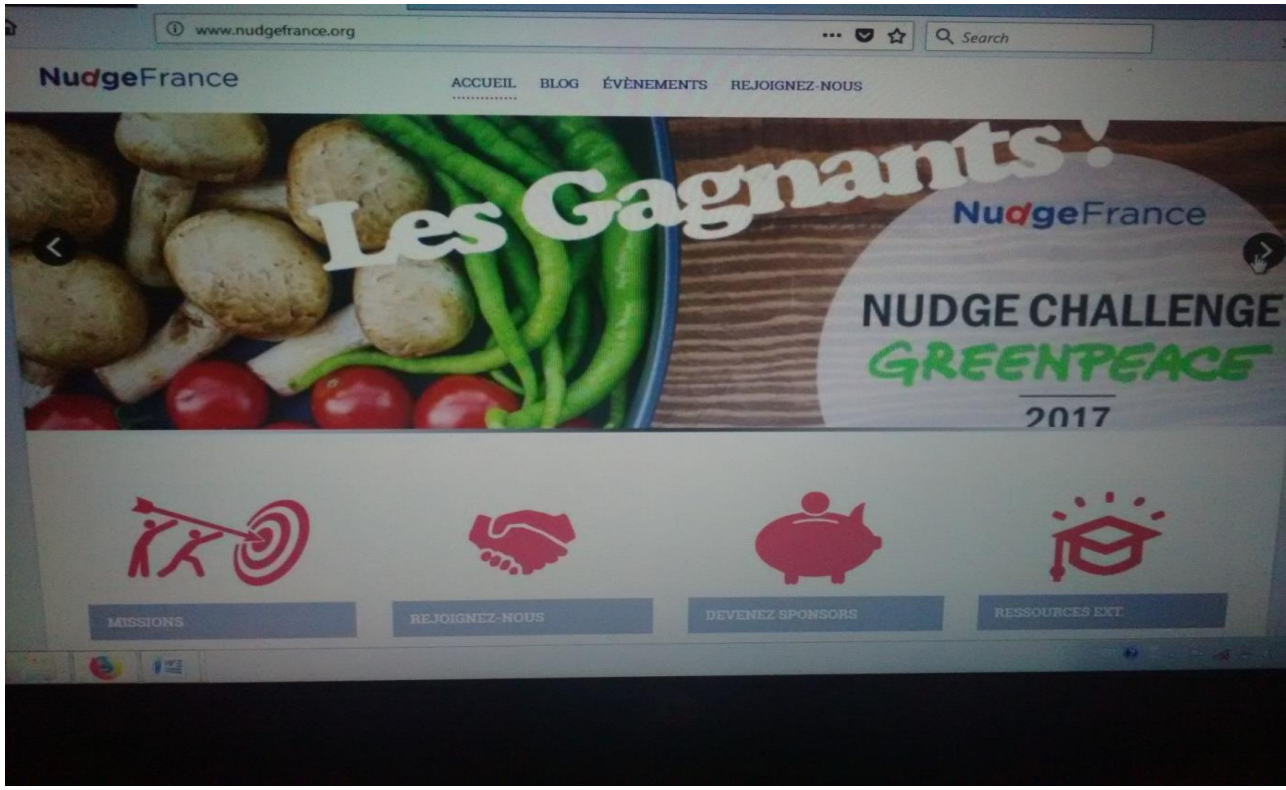 www.nudgefrance.org
Search
NudgeFrance
ACCUEIL BLOG ÉVÈNEMENTS REJOIGNEZ-NOUS
Les Gagnants !
NudgeFrance
NUDGE CHALLENGE
GREENPEACE
2017
MISSIONS
REJOIGNEZ-NOUS
DEVENEZ SPONSORS
RESSOURCES EXT.